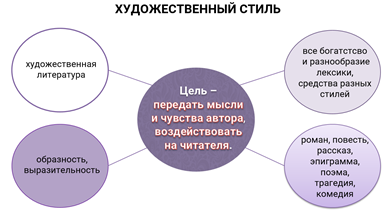 ХУДОЖЕСТВЕННЫЙ СТИЛЬ
художественная
литература
все богатстсво
и разнообразие
лексики,
средства разных
стилей
Цель –
передать мысли
и чувства автора,
воздействовать
на читателя.
образность,
выразительность
роман, повесть,
рассказ,
эпиграмма,
поэма,
трагедия,
комедия